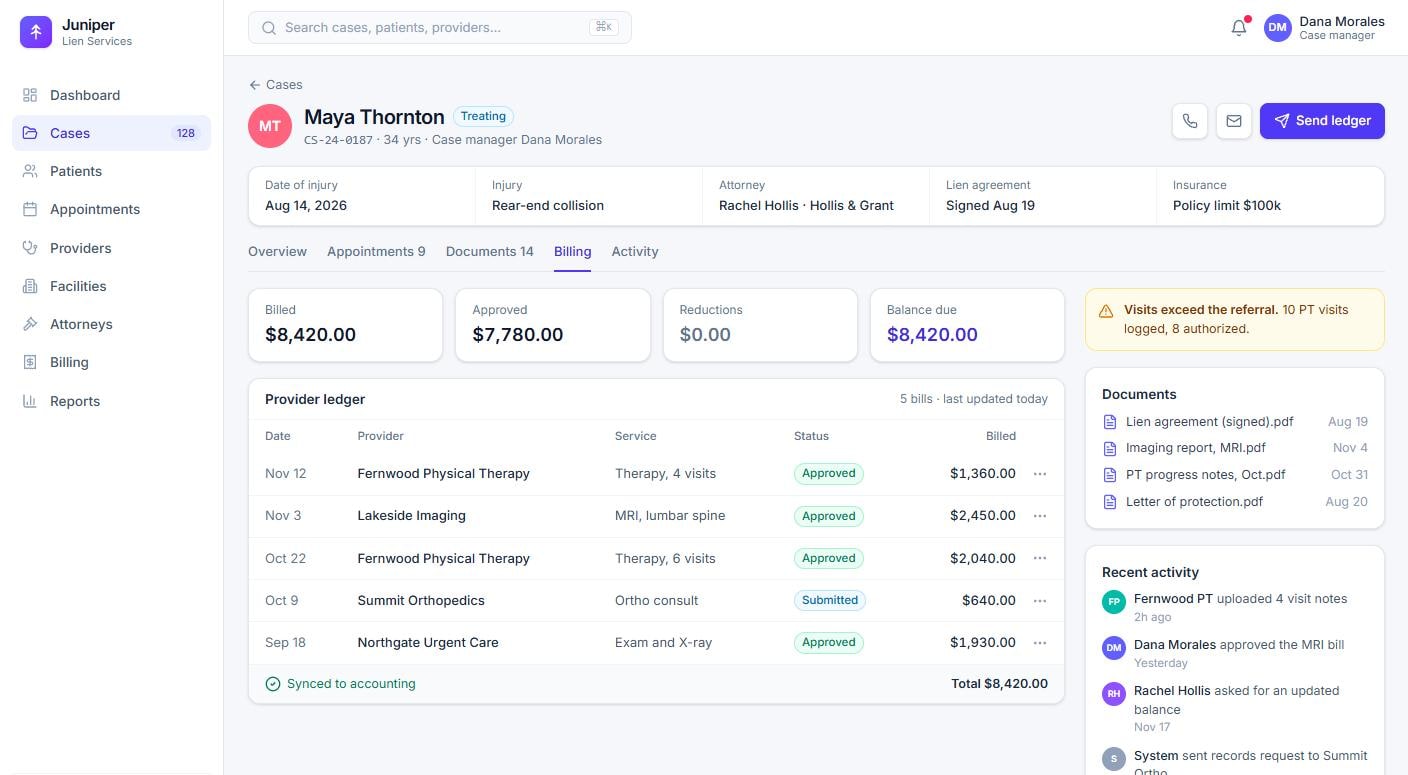 Juniper
Lien Services
Search cases, patients, providers...
⌘K
DM
Dana Morales
Case manager
Dashboard
Cases 128
Patients
Appointments
Providers
Facilities
Attorneys
Billing
Reports
← Cases
MT
Maya Thornton Treating
CS-24-0187 · 34 yrs · Case manager Dana Morales
Send ledger
Date of injury
Aug 14, 2026
Injury
Rear-end collision
Attorney
Rachel Hollis · Hollis & Grant
Lien agreement
Signed Aug 19
Insurance
Policy limit $100k
Overview Appointments 9 Documents 14 Billing Activity
Billed
$8,420.00
Approved
$7,780.00
Reductions
$0.00
Balance due
$8,420.00
Provider ledger 5 bills · last updated today
Date Provider Service Status Billed
Nov 12 Fernwood Physical Therapy Therapy, 4 visits Approved $1,360.00
Nov 3 Lakeside Imaging MRI, lumbar spine Approved $2,450.00
Oct 22 Fernwood Physical Therapy Therapy, 6 visits Approved $2,040.00
Oct 9 Summit Orthopedics Ortho consult Submitted $640.00
Sep 18 Northgate Urgent Care Exam and X-ray Approved $1,930.00
Synced to accounting Total $8,420.00
Visits exceed the referral. 10 PT visits
logged, 8 authorized.
Documents
Lien agreement (signed).pdf Aug 19
Imaging report, MRI.pdf Nov 4
PT progress notes, Oct.pdf Oct 31
Letter of protection.pdf Aug 20
Recent activity
FP Fernwood PT uploaded 4 visit notes
2h ago
DM Dana Morales approved the MRI bill
Yesterday
RH Rachel Hollis asked for an updated
balance
Nov 17
S System sent records request to Summit
Ortho